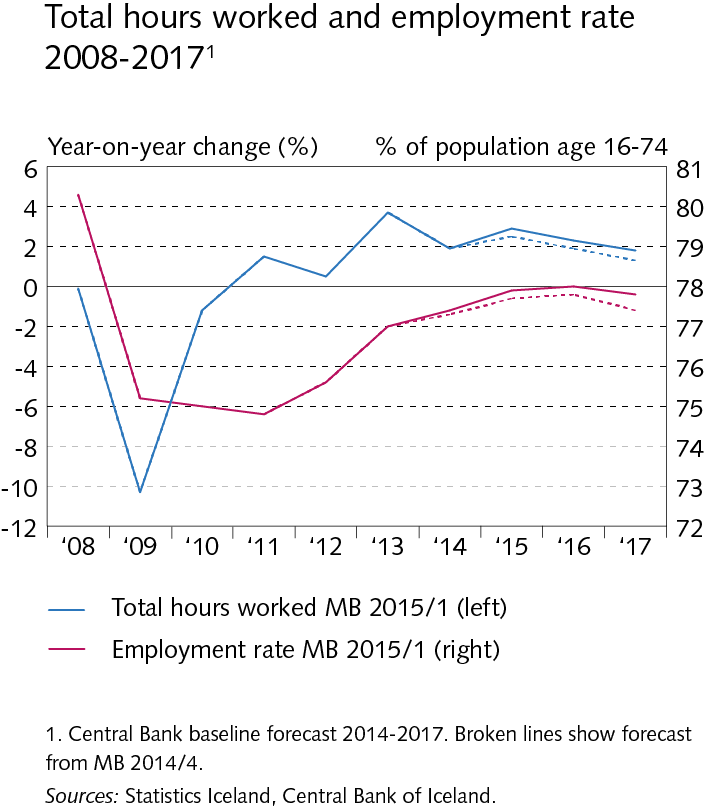 Total hours worked and employment rate
2008-2017¹
Year-on-year change (%) % of population age 16-74
6 81
4 80
2 79
0 78
-2 77
-4 76
-6 75
-8 74
-10 73
-12 72
‘08 ‘09 ‘10 ‘11 ‘12 ‘13 ‘14 ‘15 ‘16 ‘17
Total hours worked MB 2015/1 (left)
Employment rate MB 2015/1 (right)
1. Central Bank baseline forecast 2014-2017. Broken lines show forecast
from MB 2014/4.
Sources: Statistics Iceland, Central Bank of Iceland.